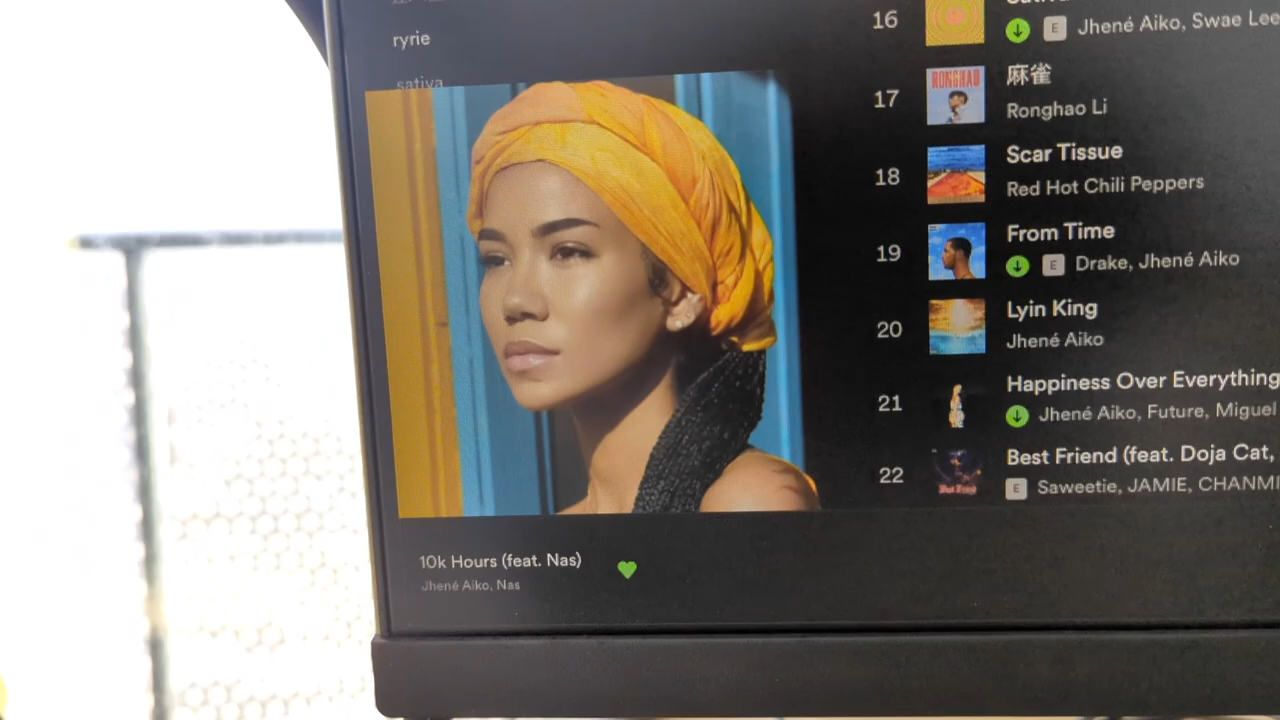 ryrie
sativa
16
E Jhené Aiko, Swae Lee
17
RONGHAO
麻雀
Ronghao Li
18
Scar Tissue
Red Hot Chili Peppers
19
From Time
E Drake, Jhené Aiko
20
Lyin King
Jhené Aiko
21
Happiness Over Everything
Jhené Aiko, Future, Miguel
22
Best Friend (feat. Doja Cat,
E Saweetie, JAMIE, CHANMI
10k Hours (feat. Nas)
Jhené Aiko, Nas